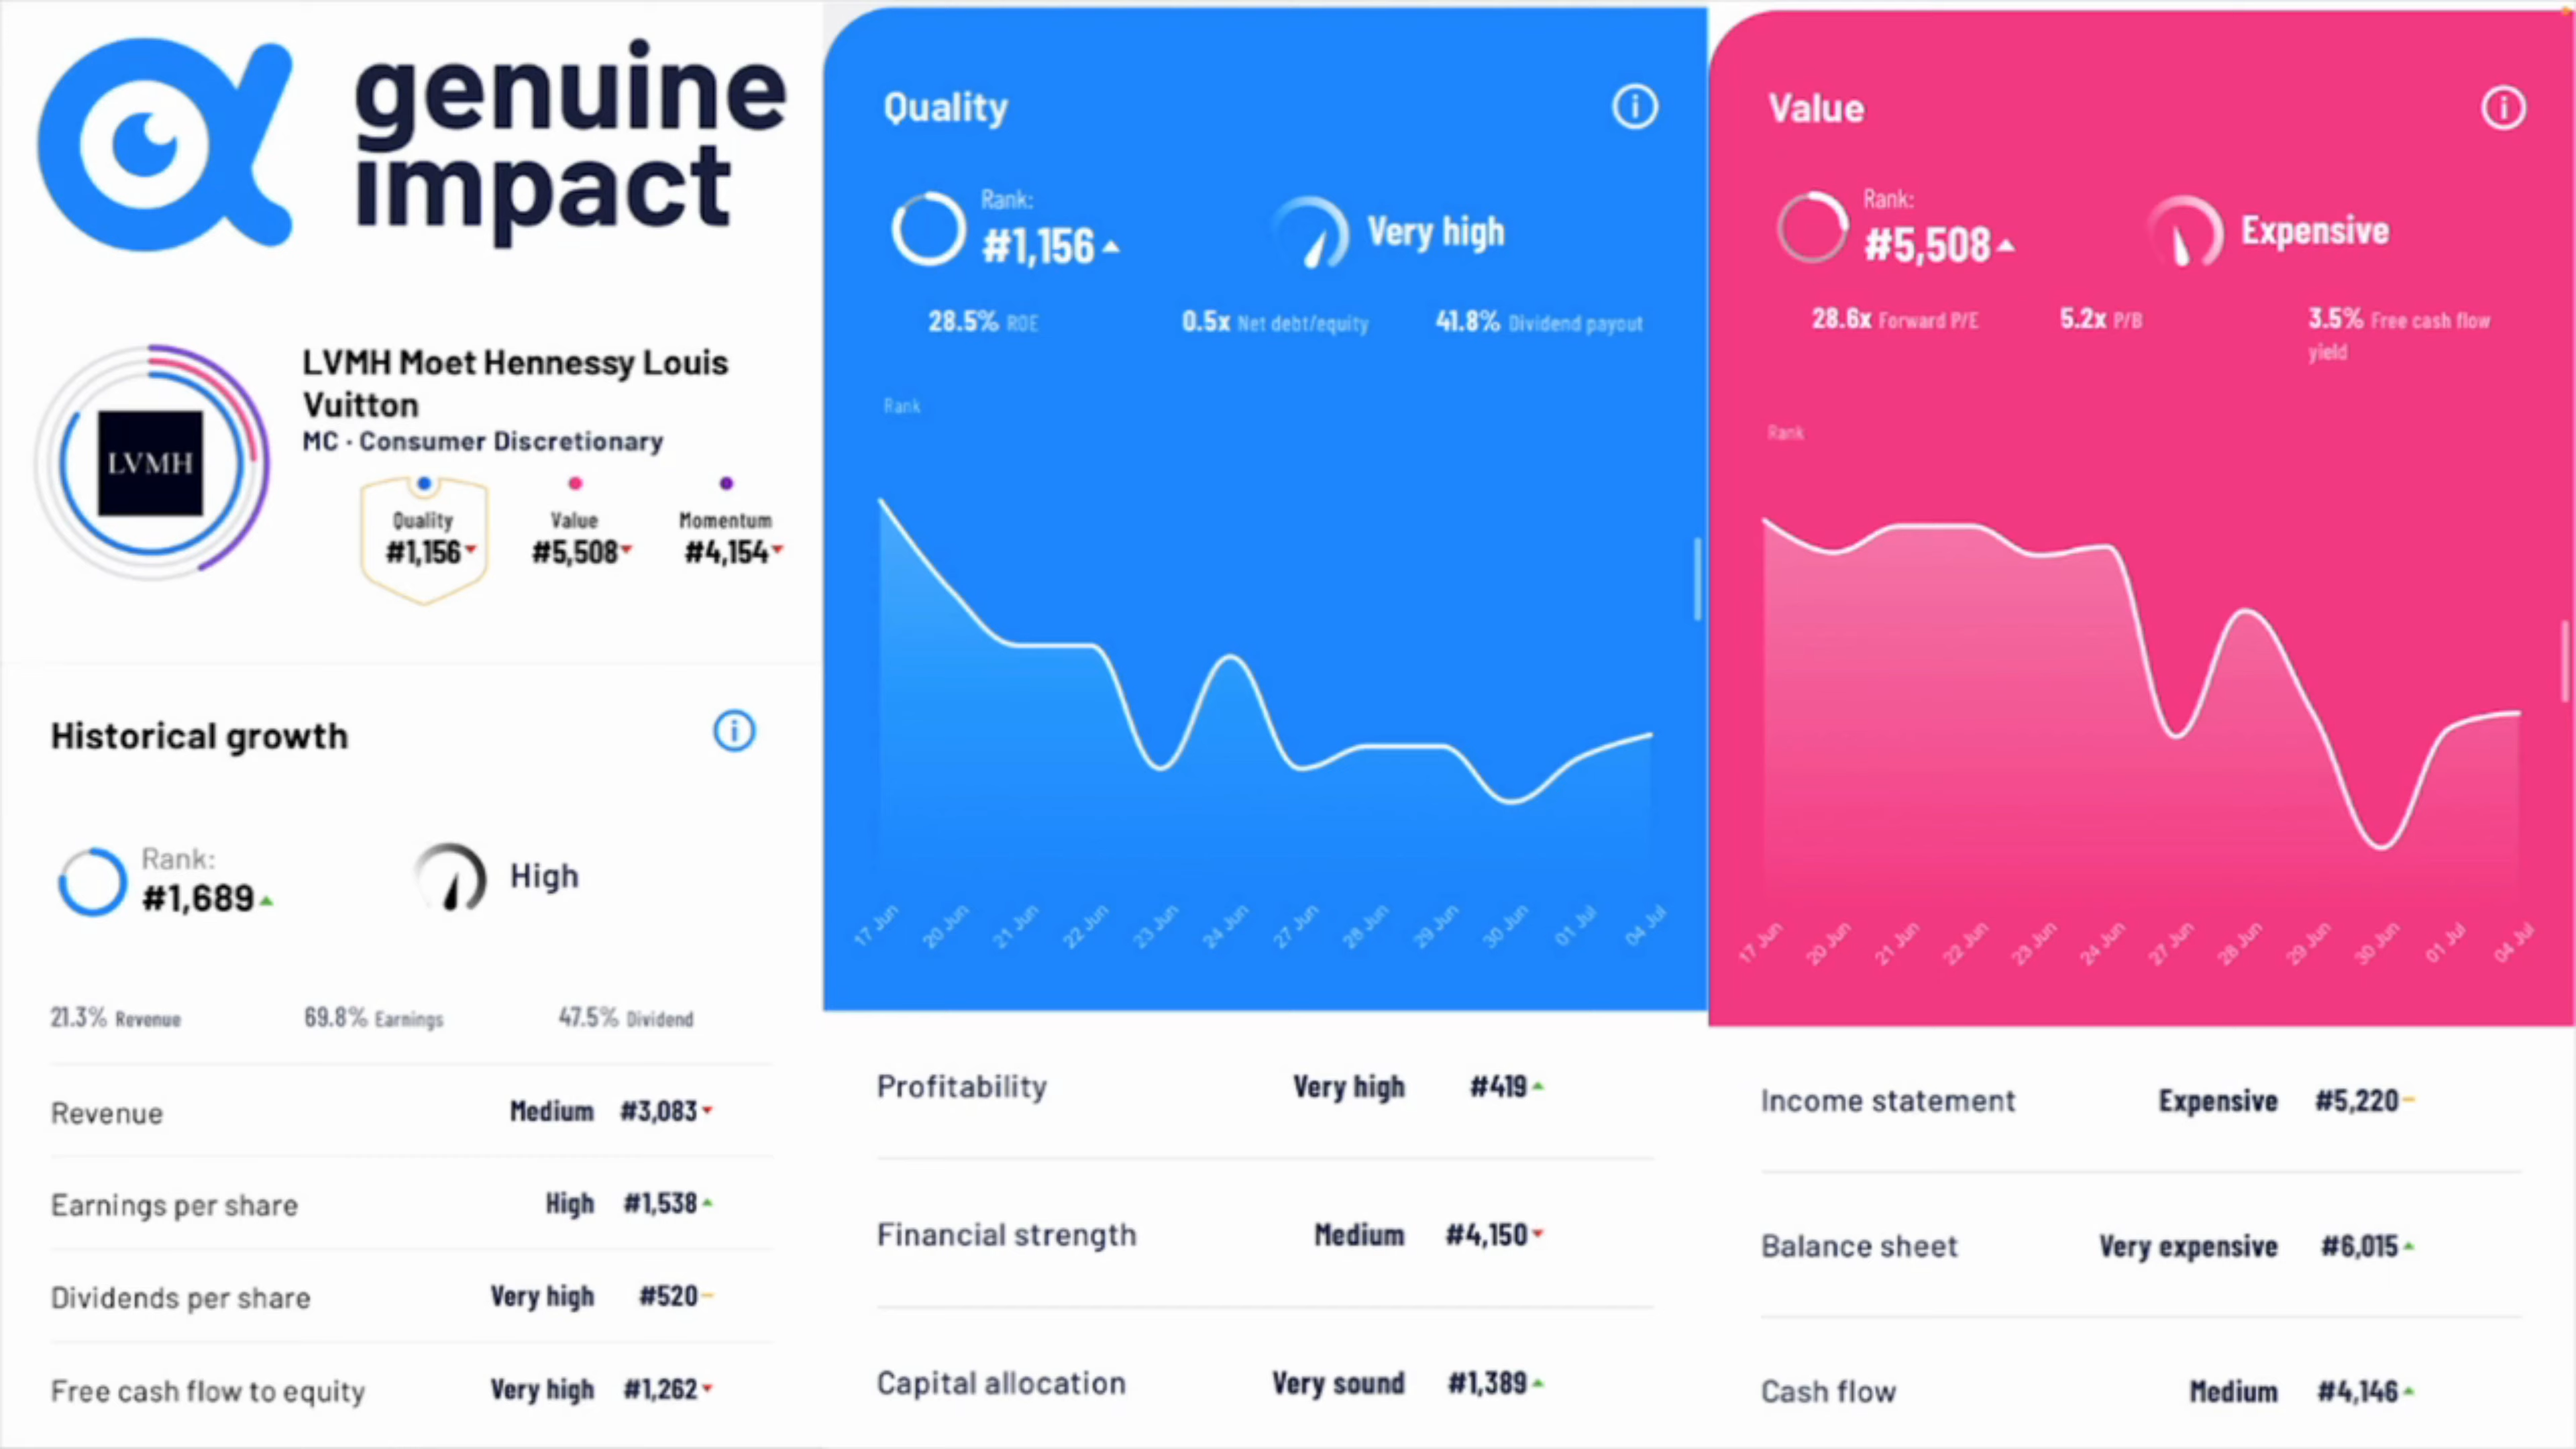 genuine
impact
LVMH
LVMH Moet Hennessy Louis
Vuitton
MC · Consumer Discretionary
Quality
#1,156
Value
#5,508
Momentum
#4,154
Historical growth
Rank:
#1,689
High
21.3% Revenue
69.8% Earnings
47.5% Dividend
Revenue Medium #3,083
Earnings per share High #1,538
Dividends per share Very high #520
Free cash flow to equity Very high #1,262
Quality
Rank:
#1,156
Very high
28.5% ROE
0.5x Net debt/equity
41.8% Dividend payout
Rank
17 Jun
20 Jun
21 Jun
22 Jun
23 Jun
24 Jun
27 Jun
28 Jun
29 Jun
30 Jun
01 Jul
04 Jul
Profitability Very high #419
Financial strength Medium #4,150
Capital allocation Very sound #1,389
Value
Rank:
#5,508
Expensive
28.6x Forward P/E
5.2x P/B
3.5% Free cash flow
yield
Rank
17 Jun
20 Jun
21 Jun
22 Jun
23 Jun
24 Jun
27 Jun
28 Jun
29 Jun
30 Jun
01 Jul
04 Jul
Income statement Expensive #5,220
Balance sheet Very expensive #6,015
Cash flow Medium #4,146